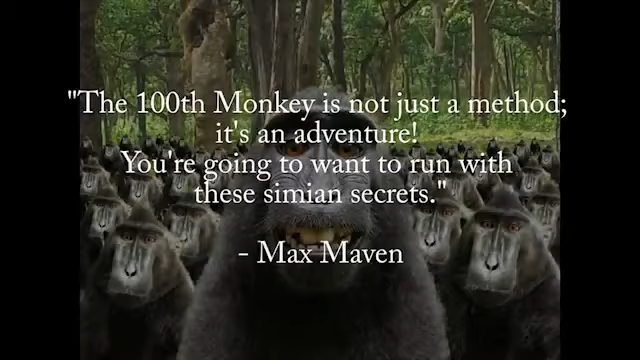 "The 100th Monkey is not just a method;
it's an adventure!
You're going to want to run with
these simian secrets."
- Max Maven